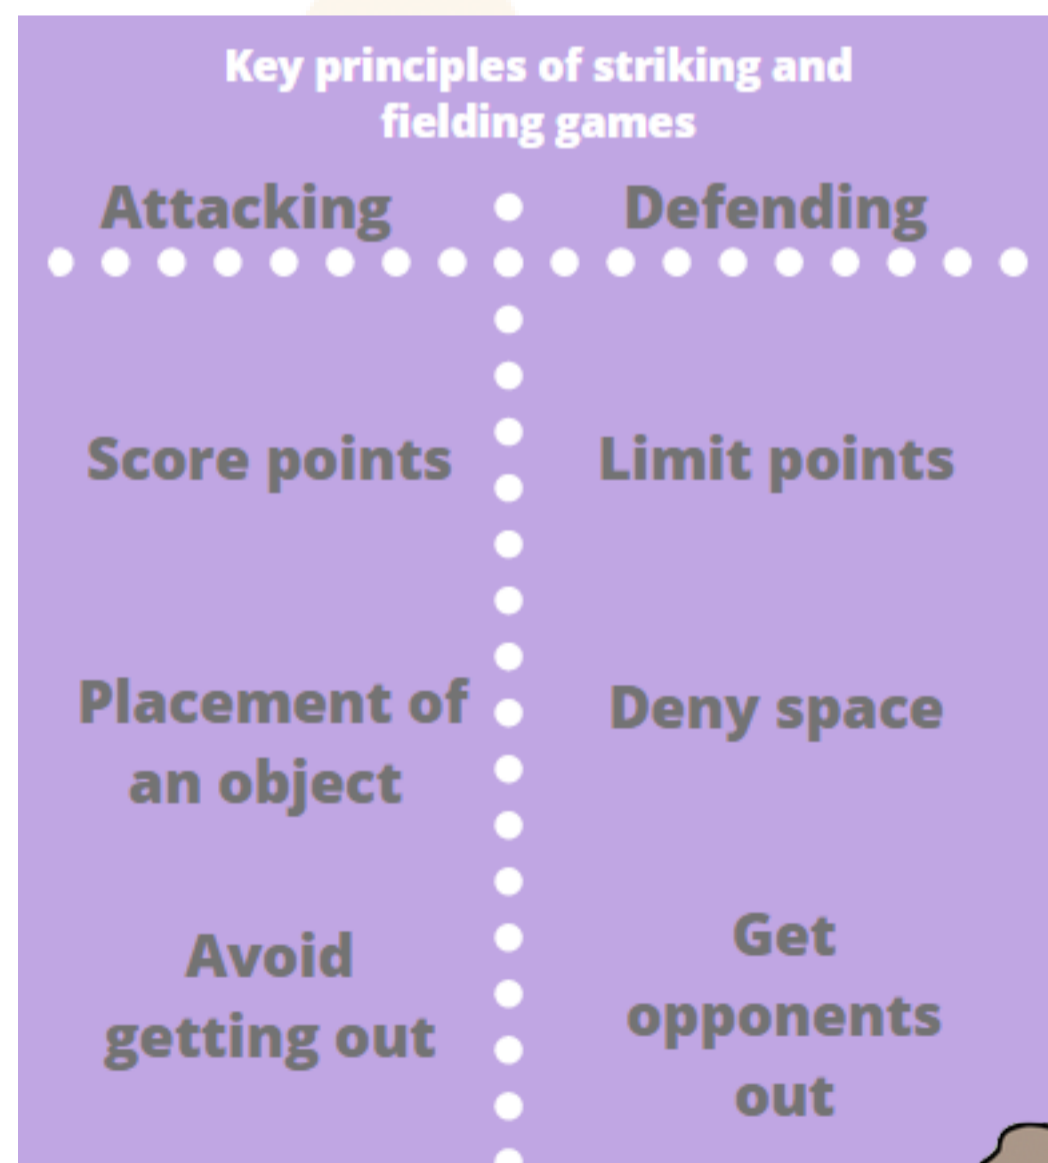 Key principles of striking and
fielding games
Attacking
Defending
Score points
Limit points
Placement of
an object
Deny space
Avoid
getting out
Get
opponents
out